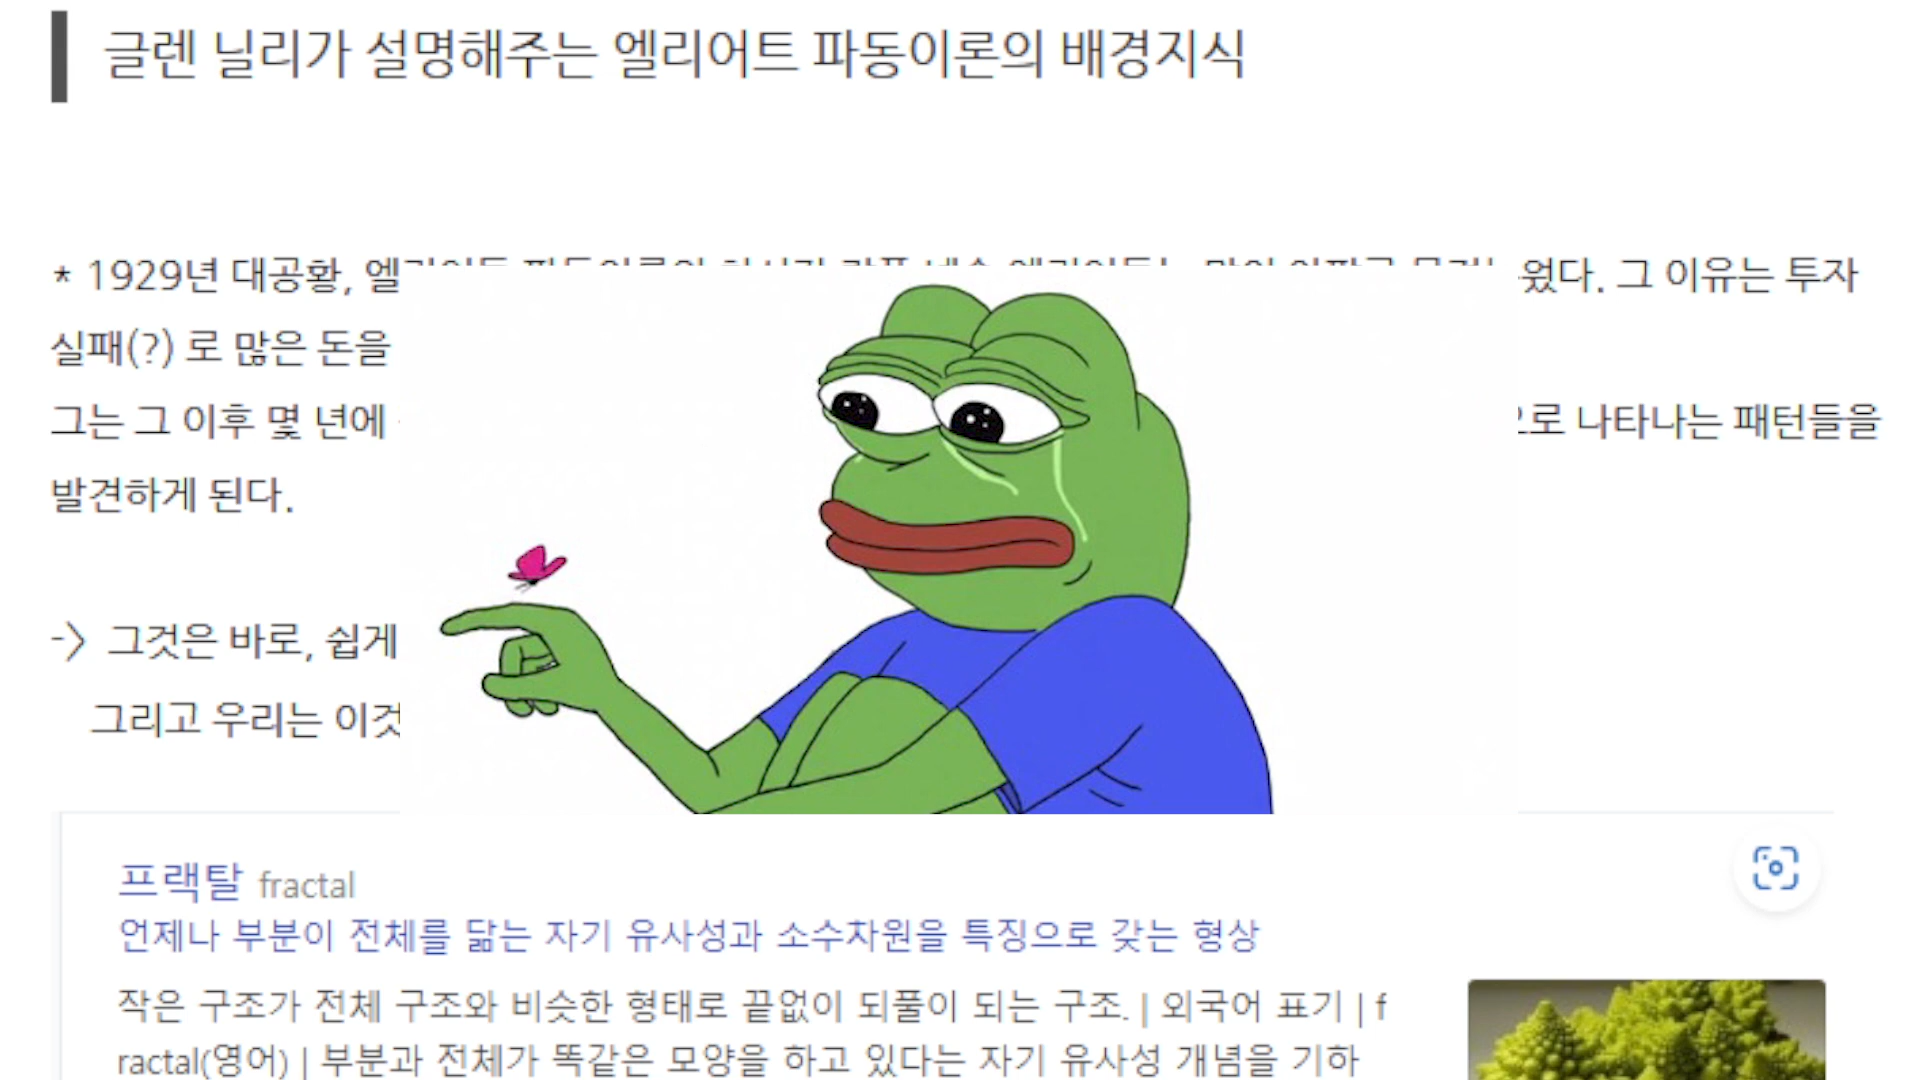 글렌 닐리가 설명해주는 엘리어트 파동이론의 배경지식
* 1929년 대공황, 엘 웠다. 그 이유는 투자
실패(?) 로 많은 돈을
그는 그 이후 몇 년에 으로 나타나는 패턴들을
발견하게 된다.
-> 그것은 바로, 쉽게
그리고 우리는 이것
프랙탈 fractal
언제나 부분이 전체를 닮는 자기 유사성과 소수차원을 특징으로 갖는 형상
작은 구조가 전체 구조와 비슷한 형태로 끝없이 되풀이 되는 구조. | 외국어 표기 | f
ractal(영어) | 부분과 전체가 똑같은 모양을 하고 있다는 자기 유사성 개념을 기하